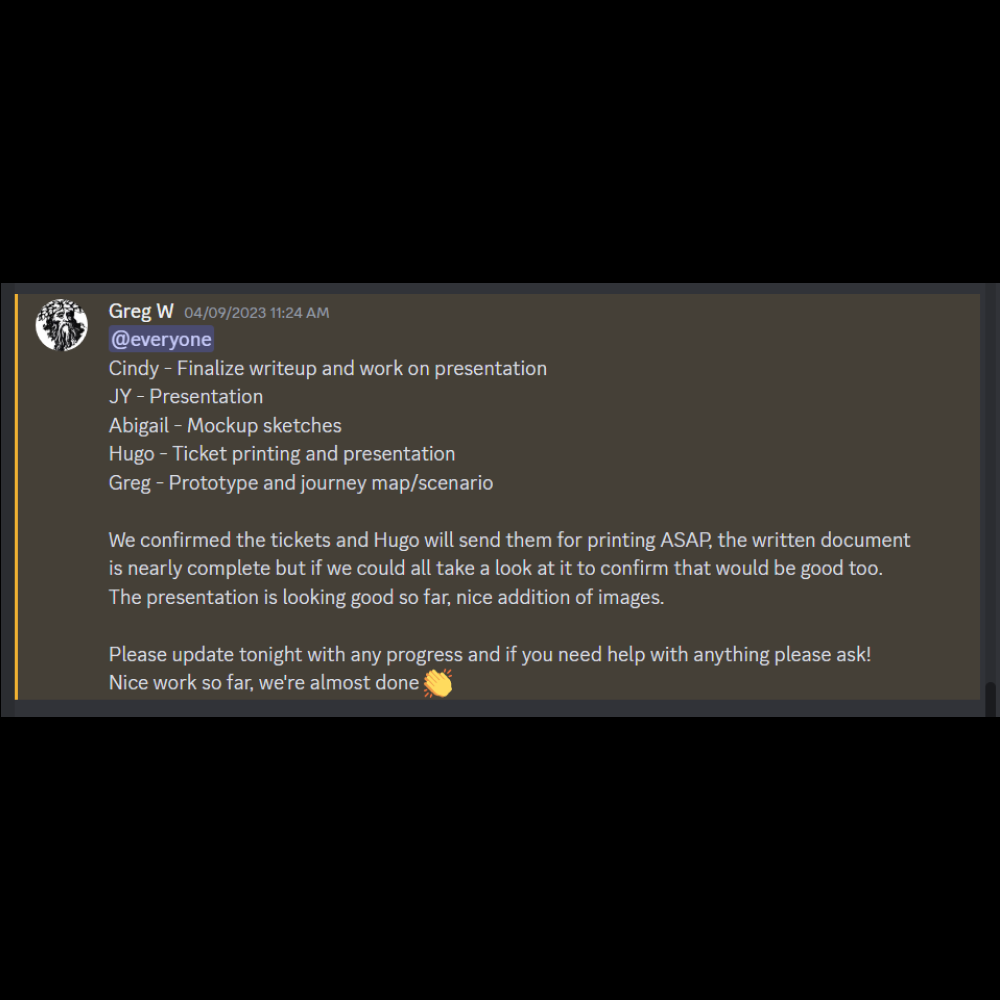 Greg W 04/09/2023 11:24 AM
@everyone
Cindy - Finalize writeup and work on presentation
JY - Presentation
Abigail - Mockup sketches
Hugo - Ticket printing and presentation
Greg - Prototype and journey map/scenario
We confirmed the tickets and Hugo will send them for printing ASAP, the written document
is nearly complete but if we could all take a look at it to confirm that would be good too.
The presentation is looking good so far, nice addition of images.
Please update tonight with any progress and if you need help with anything please ask!
Nice work so far, we're almost done 👏